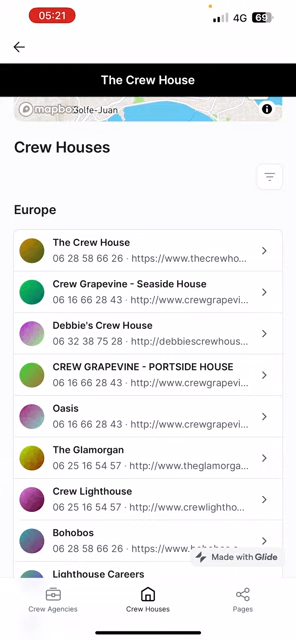 05:21
4G 69
The Crew House
mapbox Golfe-Juan
Crew Houses
Europe
The Crew House
06 28 58 66 26 · https://www.thecrewho...
Crew Grapevine - Seaside House
06 16 66 28 43 · http://www.crewgrapevi...
Debbie's Crew House
06 32 38 75 28 · http://debbiescrewhous...
CREW GRAPEVINE - PORTSIDE HOUSE
06 16 66 28 43 · http://www.crewgrapevi...
Oasis
06 16 66 28 43 · http://www.crewgrapevi...
The Glamorgan
06 25 16 54 57 · http://www.theglamorga...
Crew Lighthouse
06 25 16 54 57 · http://www.crewlightho...
Bohobos
06 28 58 66 26 · https://www.bohobos.c...
Made with Glide
Lighthouse Careers
Crew Agencies
Crew Houses
Pages